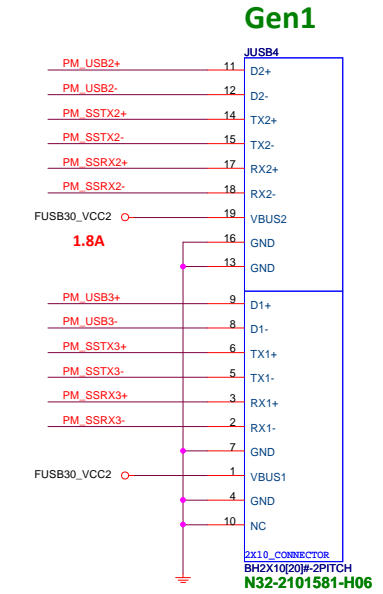 Gen1
JUSB4
PM_USB2+ 11 D2+
PM_USB2- 12 D2-
PM_SSTX2+ 14 TX2+
PM_SSTX2- 15 TX2-
PM_SSRX2+ 17 RX2+
PM_SSRX2- 18 RX2-
FUSB30_VCC2 19 VBUS2
1.8A 16 GND
13 GND
PM_USB3+ 9 D1+
PM_USB3- 8 D1-
PM_SSTX3+ 6 TX1+
PM_SSTX3- 5 TX1-
PM_SSRX3+ 3 RX1+
PM_SSRX3- 2 RX1-
7 GND
FUSB30_VCC2 1 VBUS1
4 GND
10 NC
2X10_CONNECTOR
BH2X10[20]#-2PITCH
N32-2101581-H06